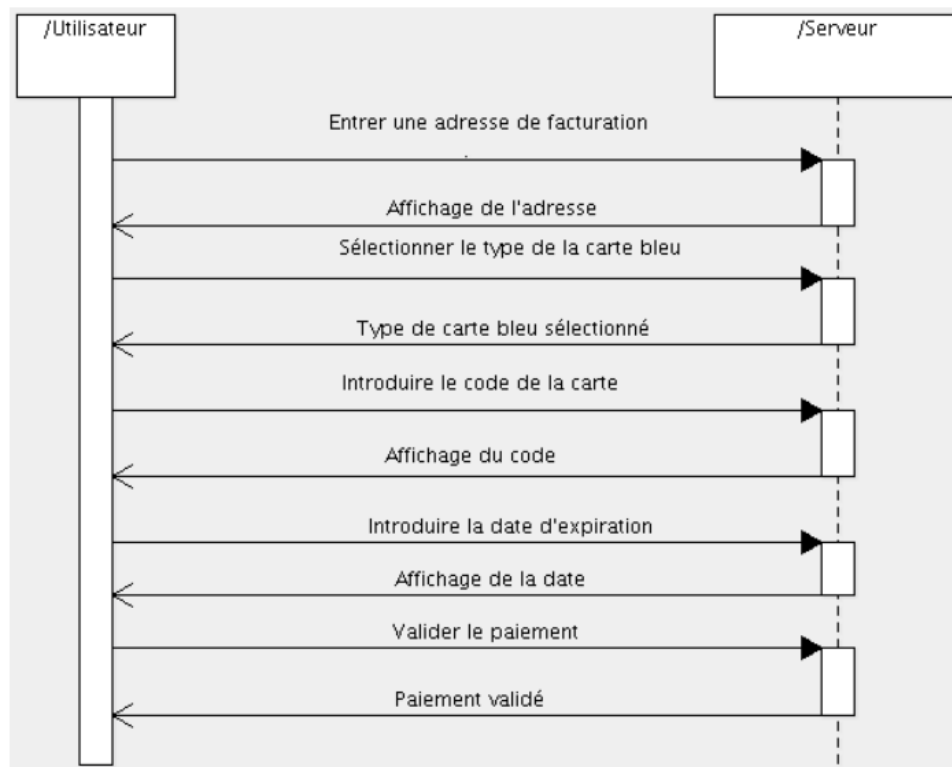 /Utilisateur
/Serveur
Entrer une adresse de facturation
Affichage de l'adresse
Sélectionner le type de la carte bleu
Type de carte bleu sélectionné
Introduire le code de la carte
Affichage du code
Introduire la date d'expiration
Affichage de la date
Valider le paiement
Paiement validé